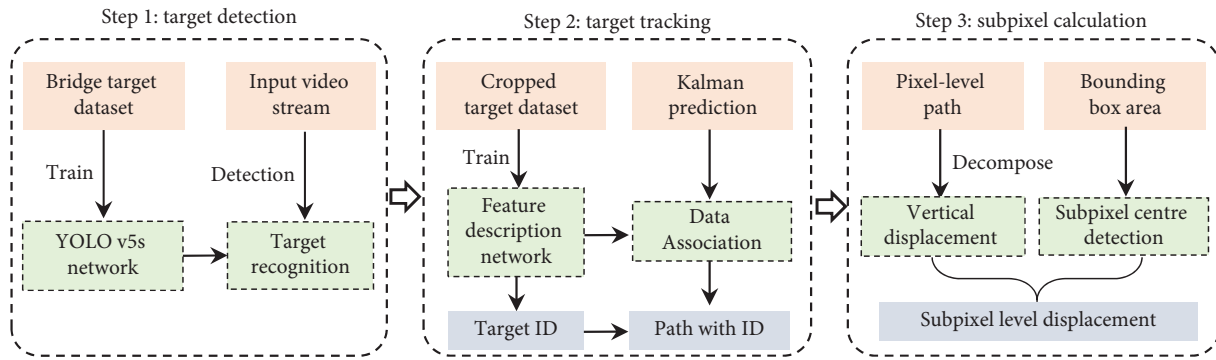 Step 1: target detection
Bridge target
dataset
Input video
stream
Train
Detection
YOLO v5s
network
Target
recognition
Step 2: target tracking
Cropped
target dataset
Kalman
prediction
Train
Feature
description
network
Data
Association
Target ID
Path with ID
Step 3: subpixel calculation
Pixel-level
path
Bounding
box area
Decompose
Vertical
displacement
Subpixel centre
detection
Subpixel level displacement